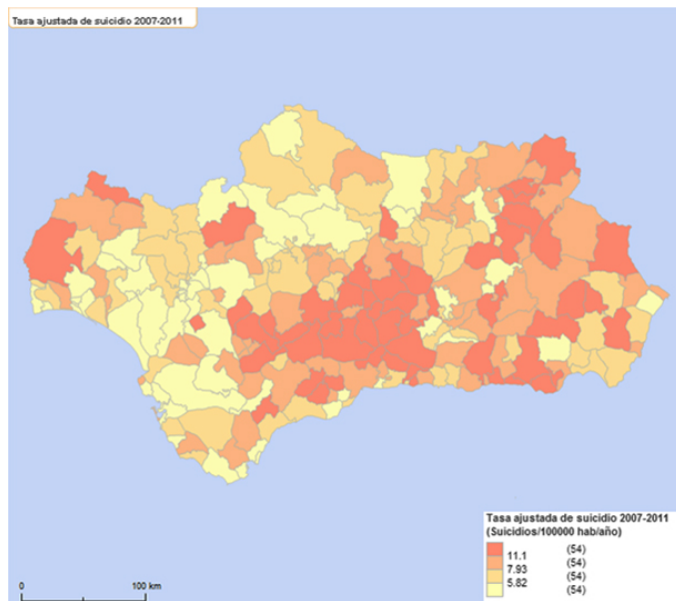 Tasa ajustada de suicidio 2007-2011
Tasa ajustada de suicidio 2007-2011
(Suicidios/100000 hab/año)
(54)
11.1
(54)
7.93
(54)
5.82
(54)
0 100 km